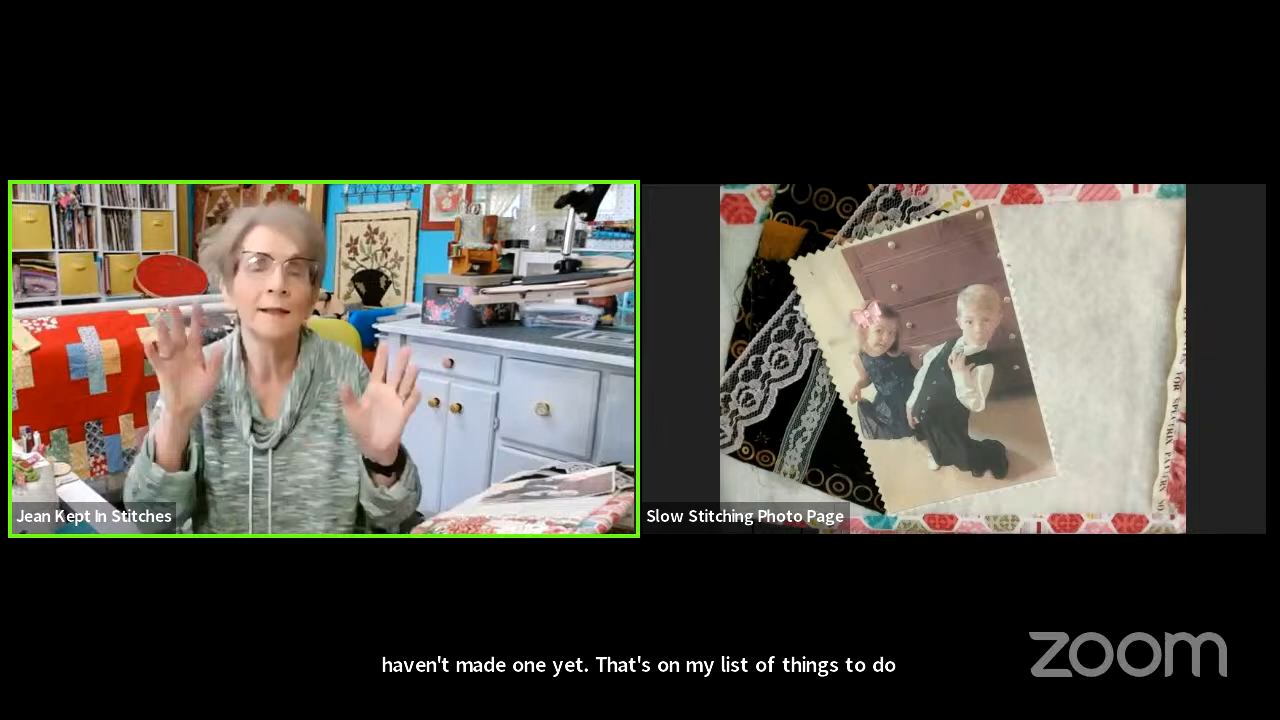 Jean Kept In Stitches
Slow Stitching Photo Page
haven't made one yet. That's on my list of things to do
zoom